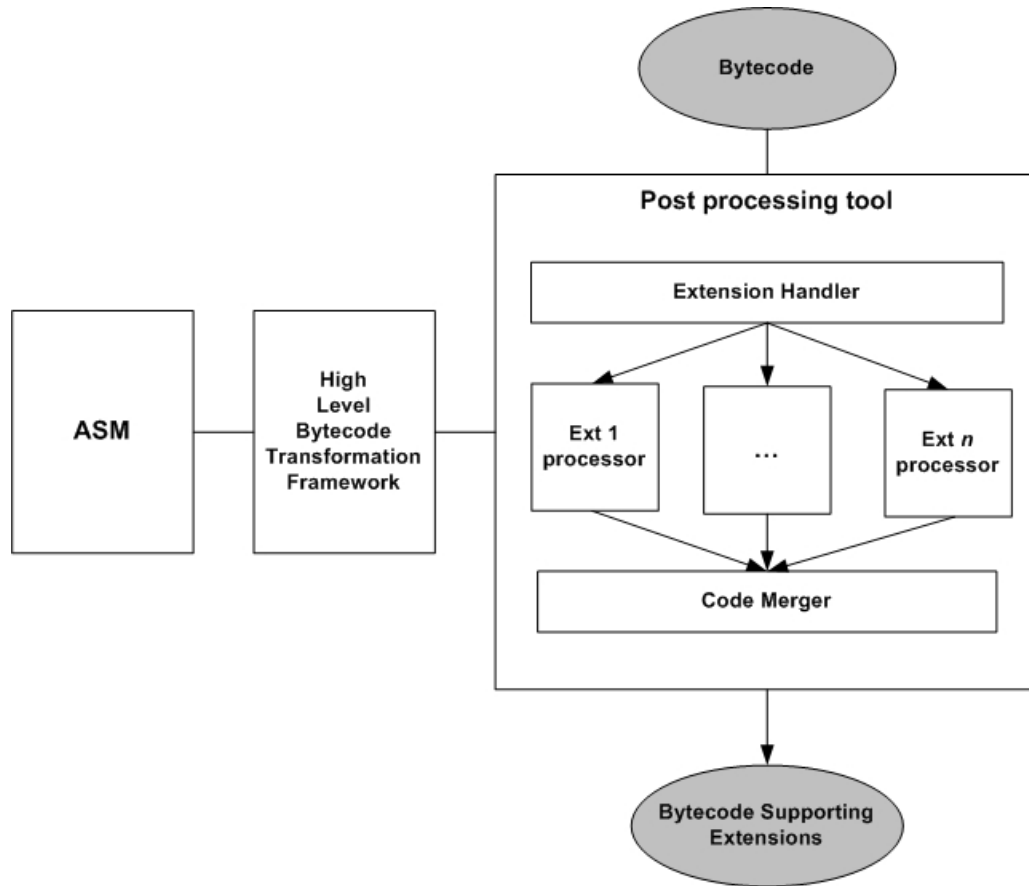 Bytecode
Post processing tool
Extension Handler
ASM
High
Level
Bytecode
Transformation
Framework
Ext 1
processor
...
Ext n
processor
Code Merger
Bytecode Supporting
Extensions